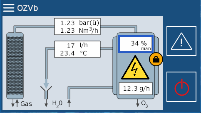 OZVb
1.23 bar(ü)
1.23 Nm³/h
17 l/h
23.4 °C
34 %
12.3 g/h
Gas
H₂0
O₃